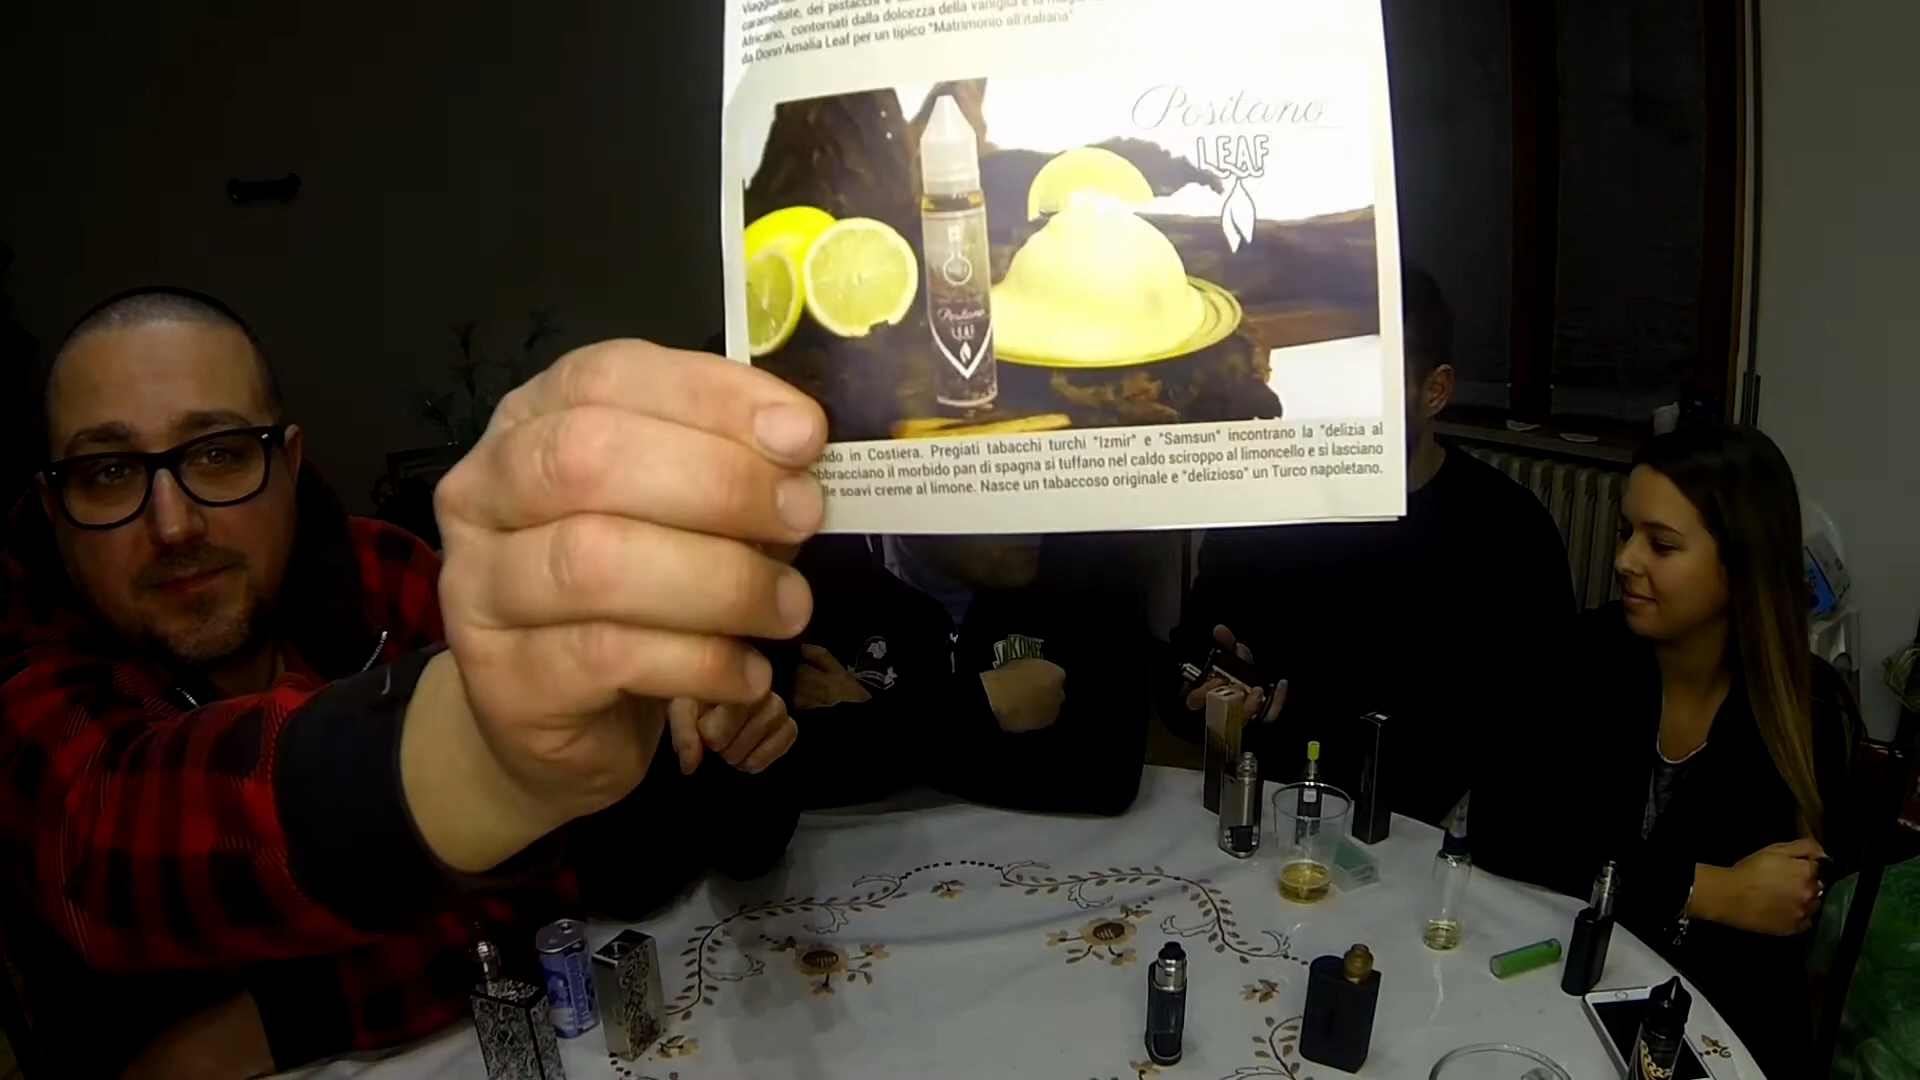 caramellate, dei pistacchi e
Africano, contornati dalla dolcezza della vaniglia e la
da Donn'Amalia Leaf per un tipico "Matrimonio all'italiana"
Positano
LEAF
Positano
LEAF
ndo in Costiera. Pregiati tabacchi turchi "Izmir" e "Samsun" incontrano la "delizia al
bbracciano il morbido pan di spagna si tuffano nel caldo sciroppo al limoncello e si lasciano
le soavi creme al limone. Nasce un tabaccoso originale e "delizioso" un Turco napoletano.